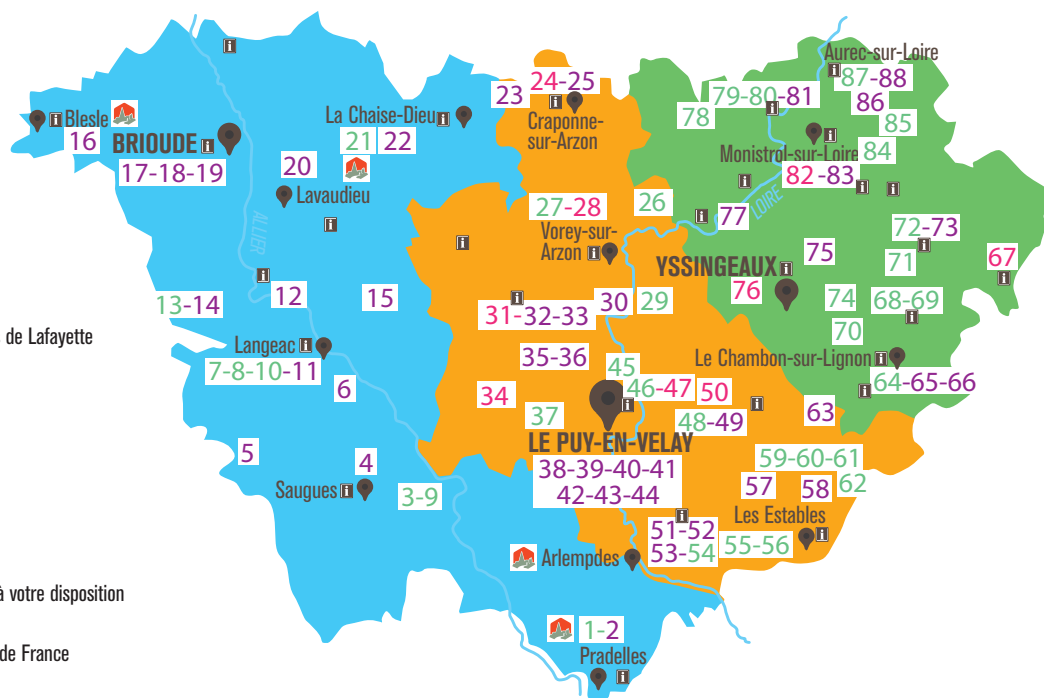 Aurec-sur-Loire
87-88
24-25
23
79-80-81
86
78
85
Blesle
16
La Chaise-Dieu
21 22
Craponne-
sur-Arzon
BRIOUDE
17-18-19
Monistrol-sur-Loire
84
82-83
20
Lavaudieu
ALLIER
27-28
26
LOIRE
77
Vorey-sur-
Arzon
72-73
75
71
67
YSSINGEAUX
76
13-14
12
15
30
29
31-32-33
74
68-69
70
s de Lafayette
Langeac
7-8-10-11
6
35-36
45
Le Chambon-sur-Lignon
64-65-66
46-47
50
34
37
48-49
63
LE PUY-EN-VELAY
38-39-40-41
42-43-44
5
4
Saugues
3-9
59-60-61
57
58
62
51-52
53-54
55-56
Les Estables
Arlempdes
à votre disposition
1-2
Pradelles
de France